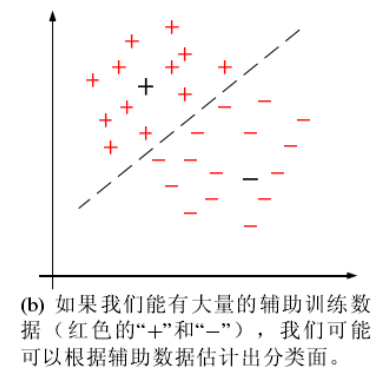 (b) 如果我们能有大量的辅助训练数
据（红色的“+”和“−”），我们可能
可以根据辅助数据估计出分类面。